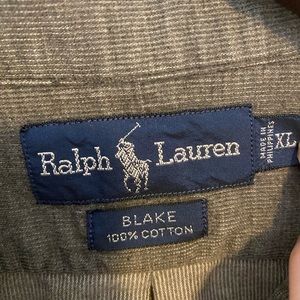 Ralph Lauren
MADE IN
PHILIPPINES
XL
BLAKE
100% COTTON